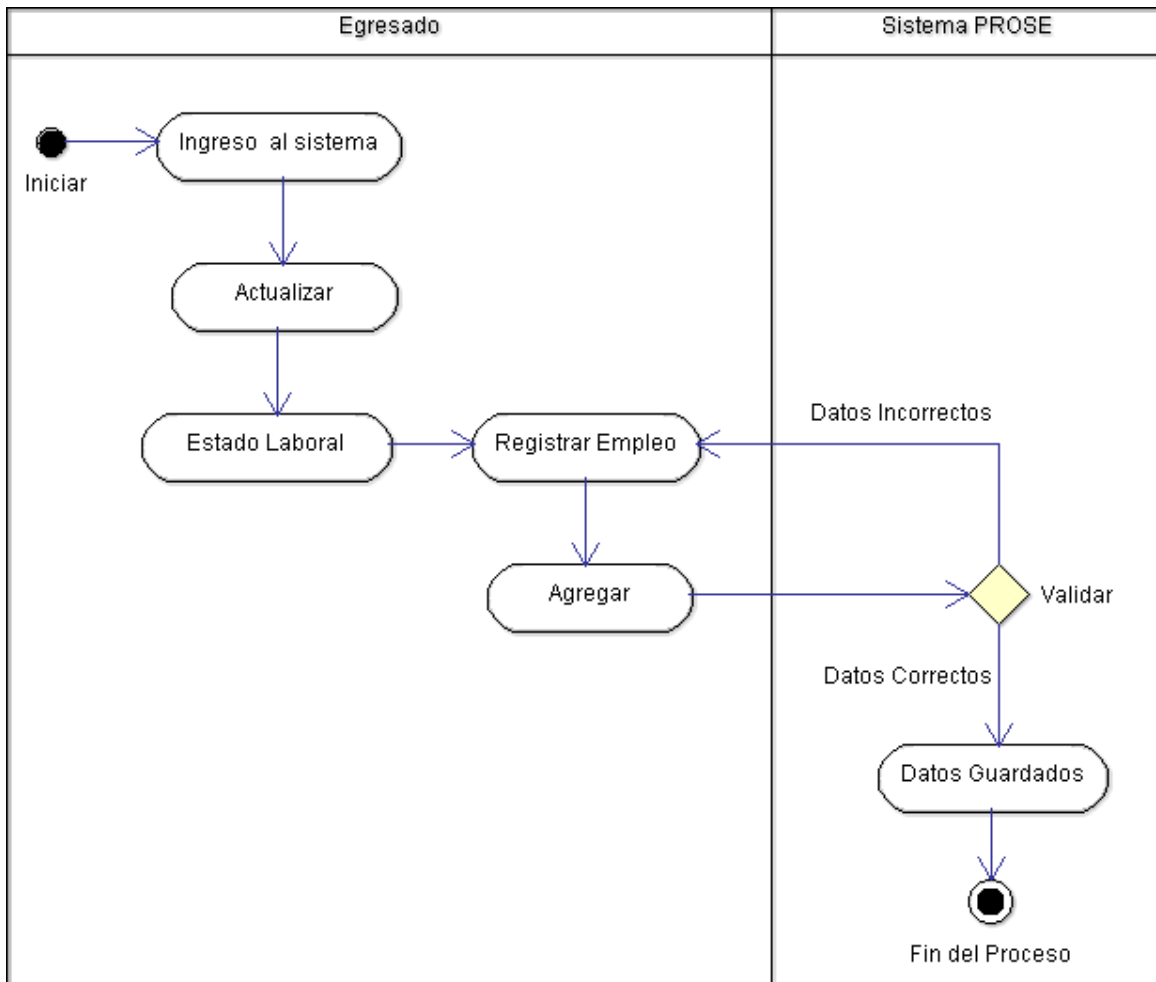 Egresado
Sistema PROSE
Ingreso al sistema
Iniciar
Actualizar
Estado Laboral
Registrar Empleo
Datos Incorrectos
Agregar
Validar
Datos Correctos
Datos Guardados
Fin del Proceso